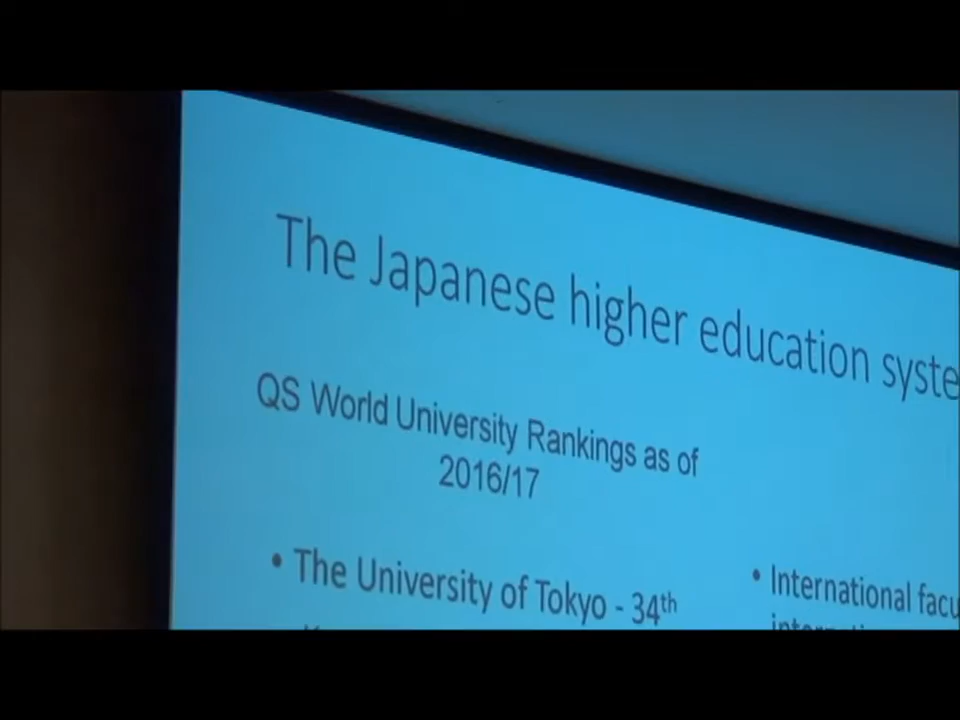 The Japanese higher education syste
QS World University Rankings as of
2016/17
• The University of Tokyo - 34th
• International facu